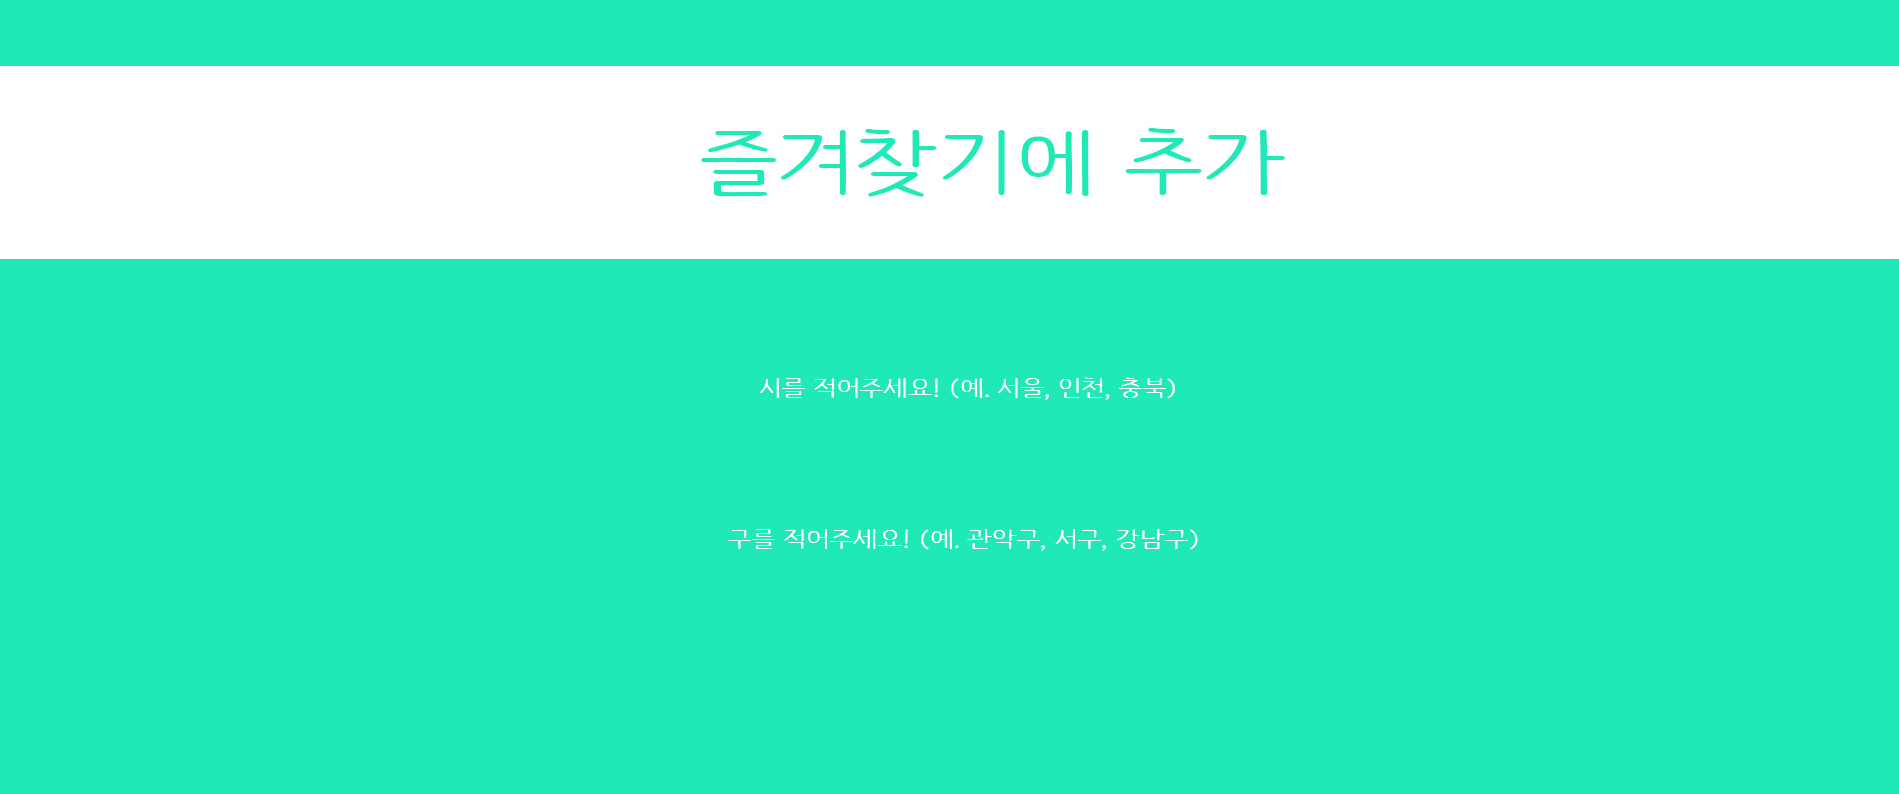 즐겨찾기에 추가
시를 적어주세요! (예. 서울, 인천, 충북)
구를 적어주세요! (예. 관악구, 서구, 강남구)